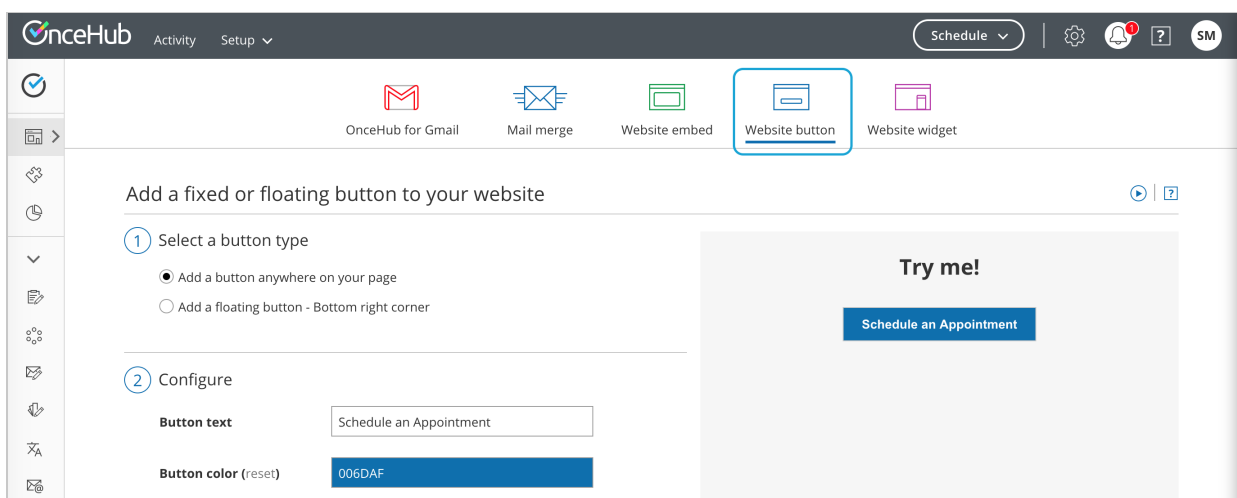 OnceHub Activity Setup Schedule 1 ? SM
OnceHub for Gmail Mail merge Website embed Website button Website widget
Add a fixed or floating button to your website ?
1 Select a button type
Try me!
Add a button anywhere on your page
Add a floating button - Bottom right corner
Schedule an Appointment
2 Configure
Button text Schedule an Appointment
Button color (reset) 006DAF